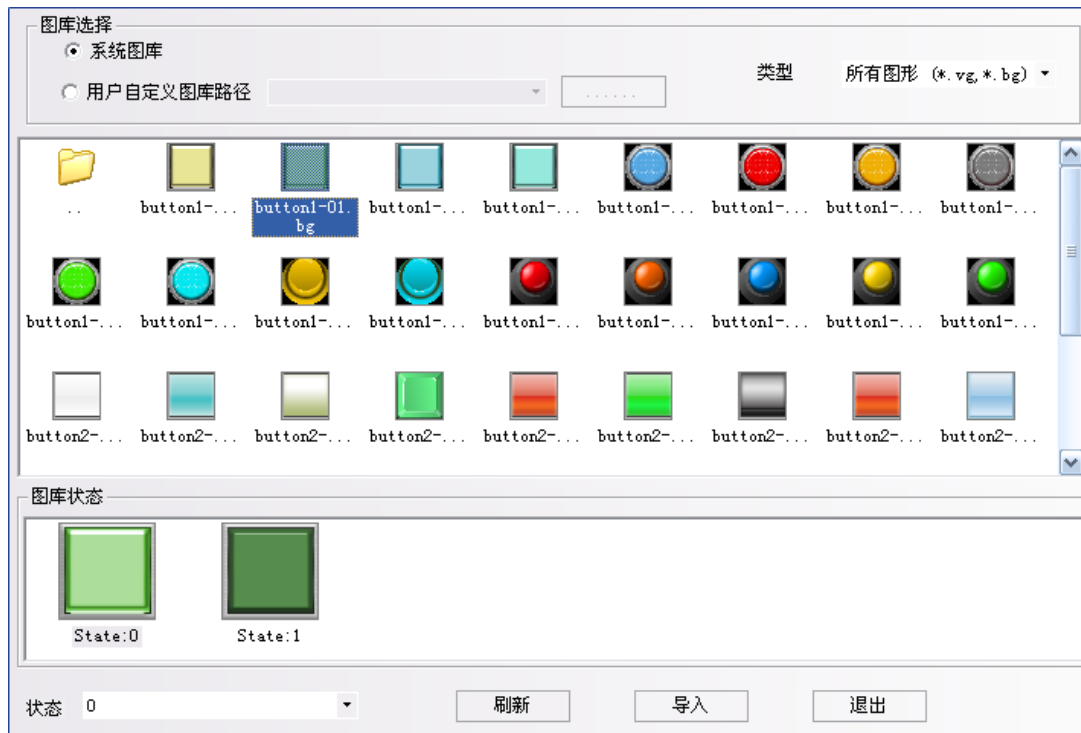 图库选择
系统图库
用户自定义图库路径 ...... 类型 所有图形 (*.vg,*.bg)
.. button1-... button1-01.bg button1-... button1-... button1-... button1-... button1-... button1-...
button1-... button1-... button1-... button1-... button1-... button1-... button1-... button1-... button1-...
button2-... button2-... button2-... button2-... button2-... button2-... button2-... button2-... button2-...
图库状态
State:0 State:1
状态 0 刷新 导入 退出